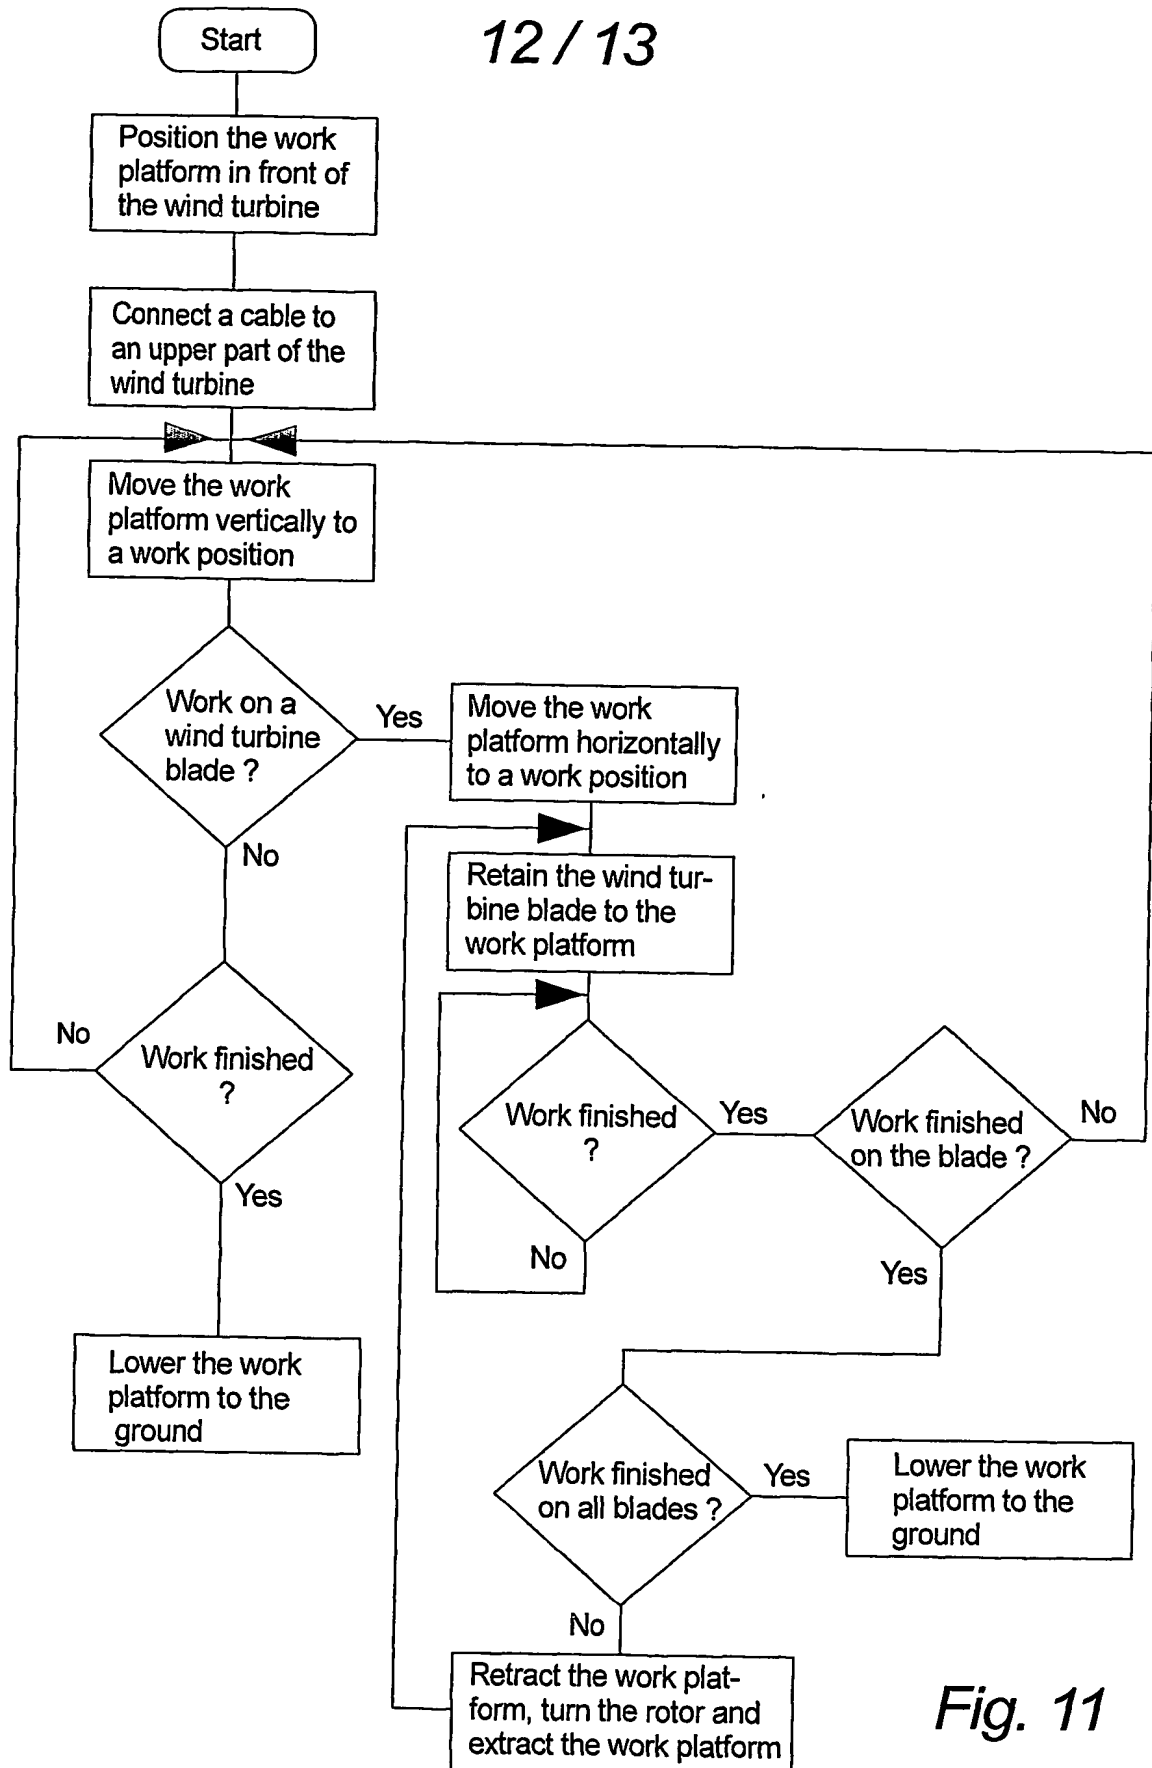 12 / 13
Start
Position the work
platform in front of
the wind turbine
Connect a cable to
an upper part of the
wind turbine
Move the work
platform vertically to
a work position
Work on a
wind turbine
blade ?
Yes
No
Move the work
platform horizontally
to a work position
Retain the wind tur-
bine blade to the
work platform
Work finished
?
No
Yes
Work finished
?
Yes
No
Work finished
on the blade ?
No
Yes
Lower the work
platform to the
ground
Work finished
on all blades ?
Yes
No
Lower the work
platform to the
ground
Retract the work plat-
form, turn the rotor and
extract the work platform
Fig. 11